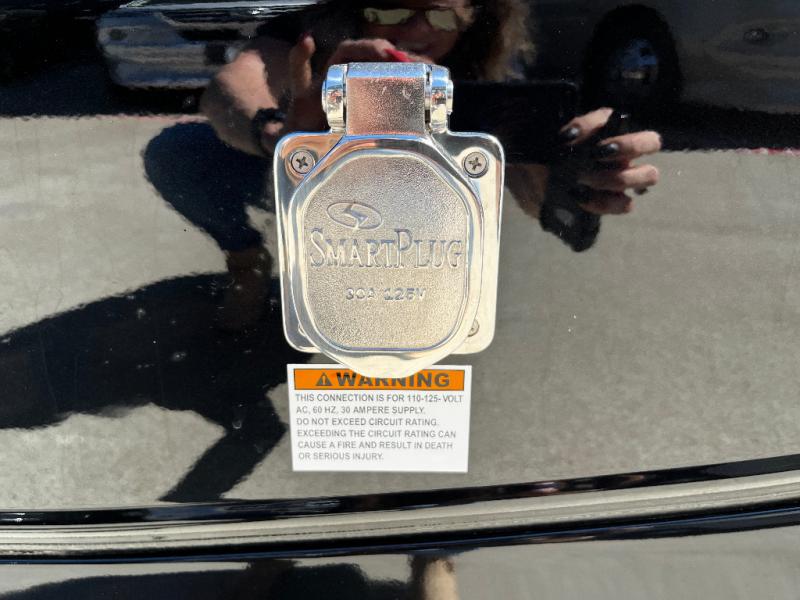 SMARTPLUG
30A 125V
WARNING
THIS CONNECTION IS FOR 110-125- VOLT
AC, 60 HZ, 30 AMPERE SUPPLY.
DO NOT EXCEED CIRCUIT RATING.
EXCEEDING THE CIRCUIT RATING CAN
CAUSE A FIRE AND RESULT IN DEATH
OR SERIOUS INJURY.